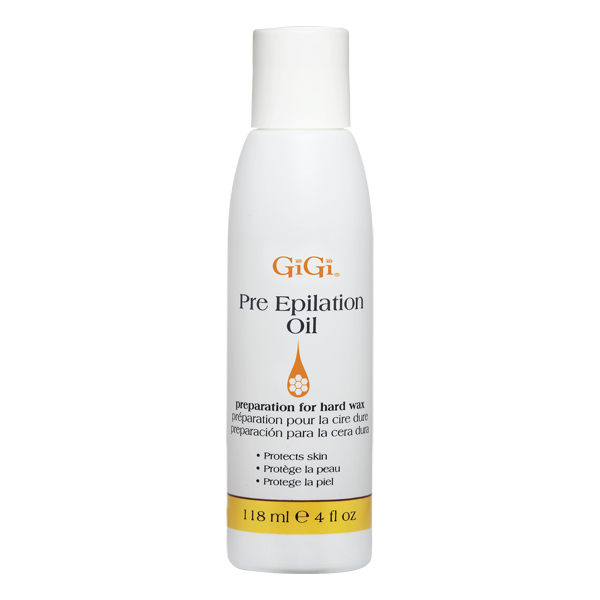 GiGi®
Pre Epilation
Oil
preparation for hard wax
préparation pour la cire dure
preparación para la cera dura
• Protects skin
• Protège la peau
• Protege la piel
118 ml ℮ 4 fl oz